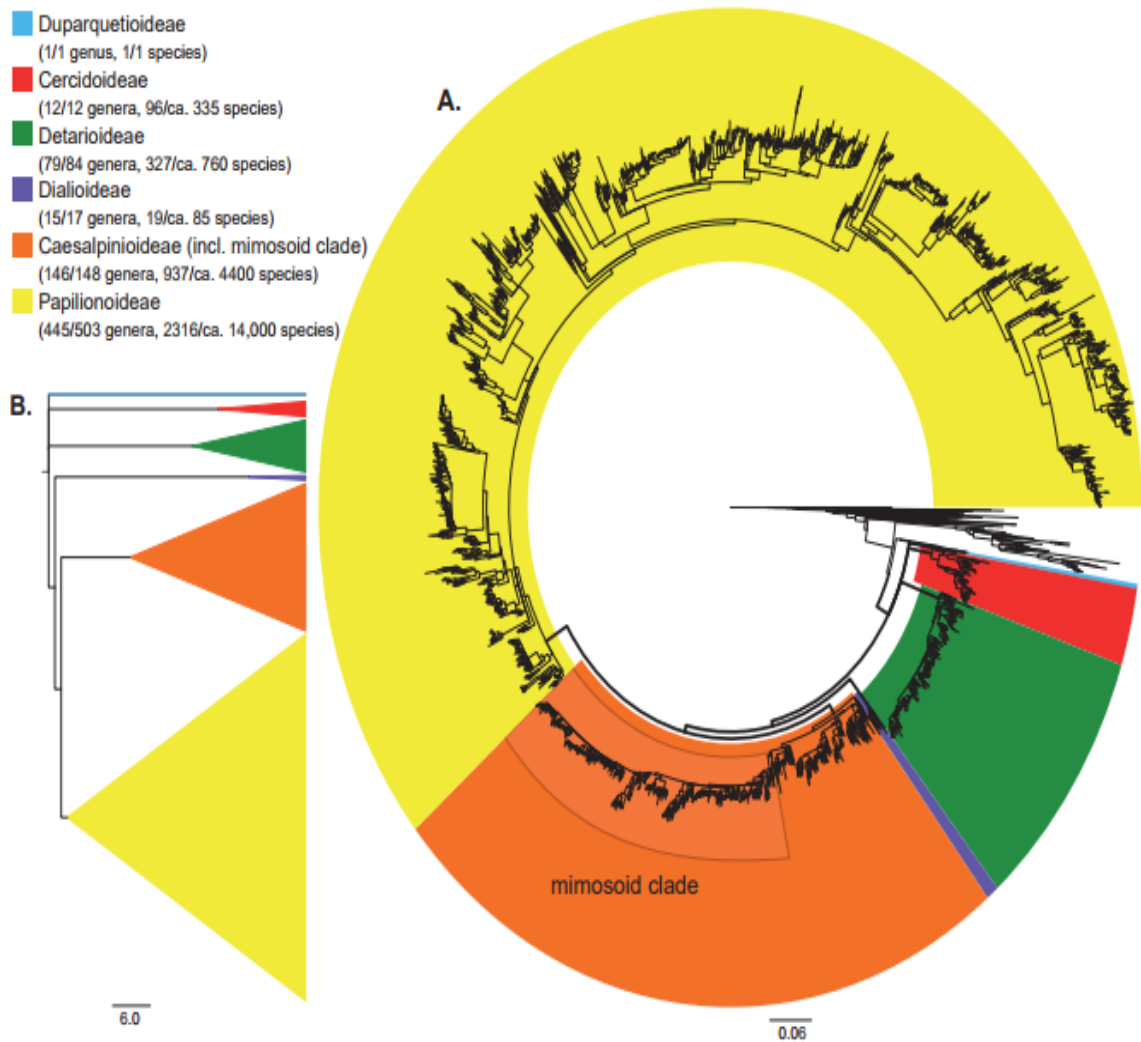 Duparquetioideae
(1/1 genus, 1/1 species)
Cercidoideae
(12/12 genera, 96/ca. 335 species)
Detarioideae
(79/84 genera, 327/ca. 760 species)
Dialioideae
(15/17 genera, 19/ca. 85 species)
Caesalpinioideae (incl. mimosoid clade)
(146/148 genera, 937/ca. 4400 species)
Papilionoideae
(445/503 genera, 2316/ca. 14,000 species)
A.
B.
mimosoid clade
6.0
0.06